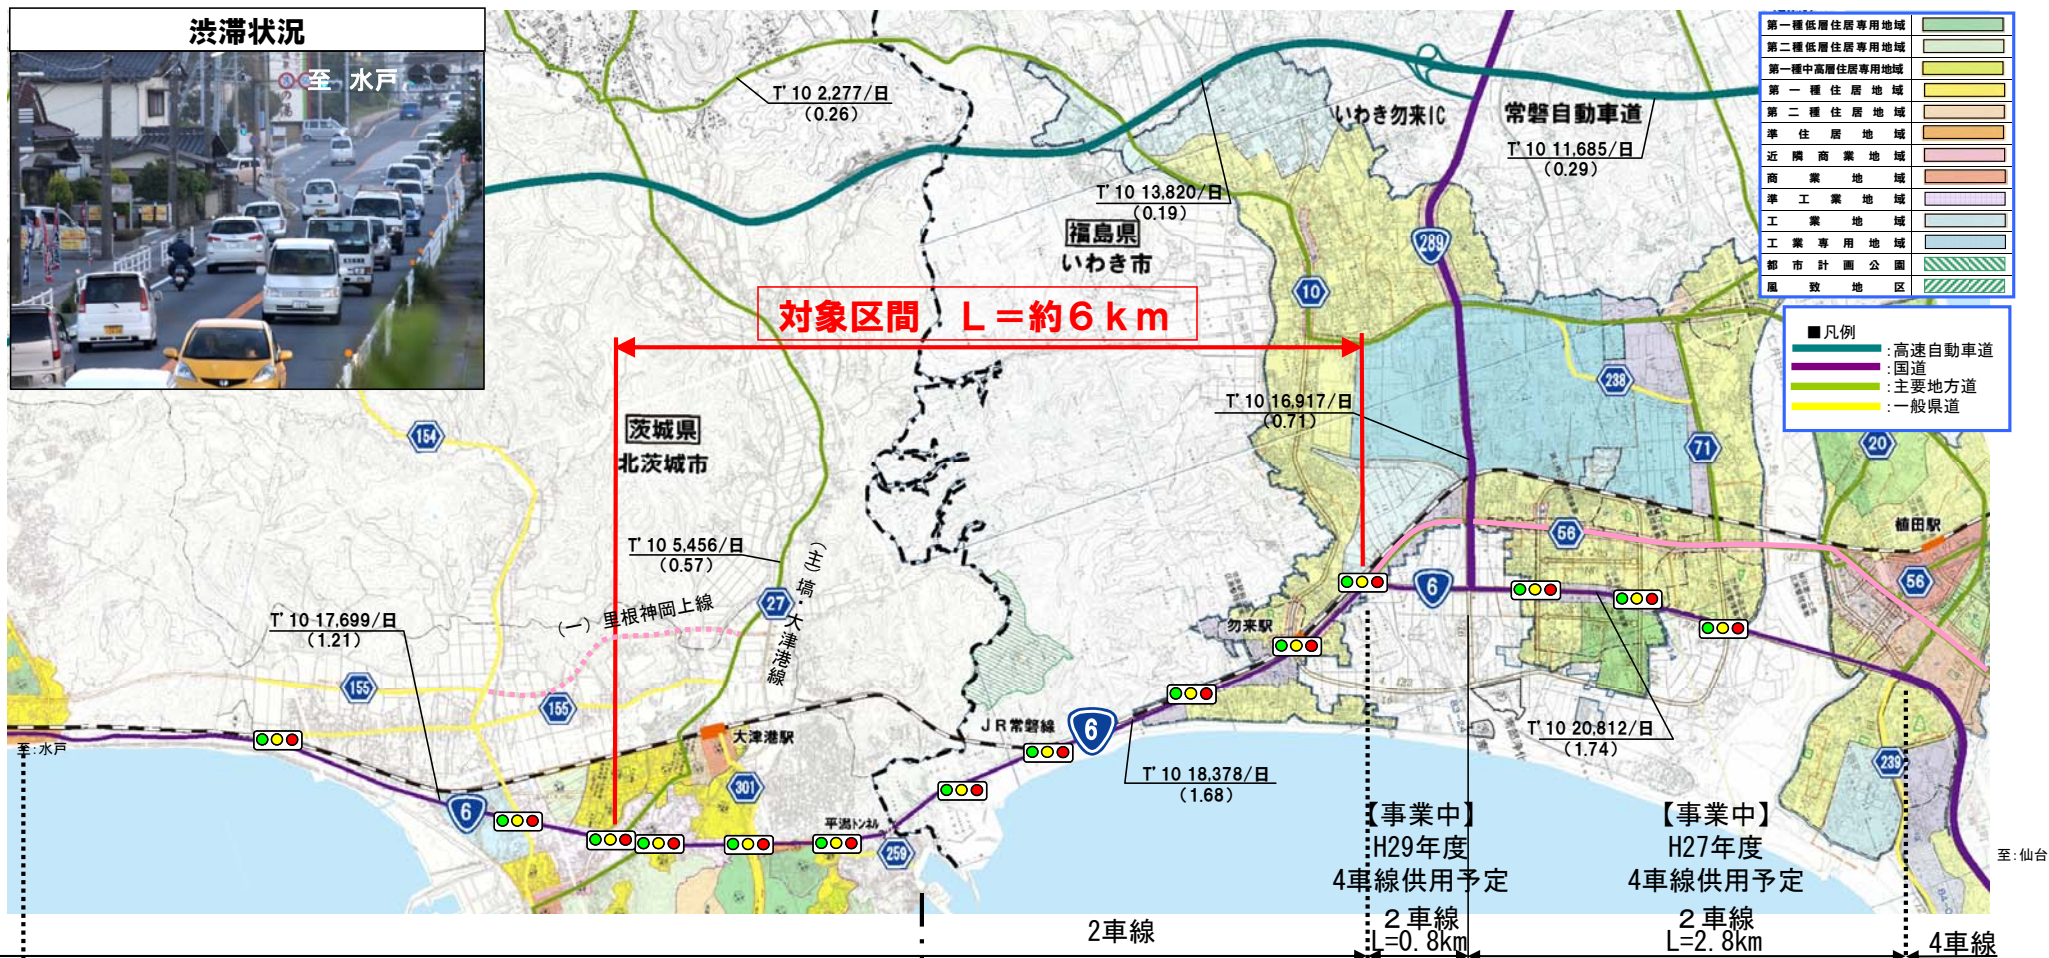 渋滞状況
至 水戸
T' 10 2,277/日
(0.26)
T' 10 13,820/日
(0.19)
いわき勿来IC
常磐自動車道
T' 10 11,685/日
(0.29)
福島県
いわき市
289
10
対象区間 L=約6km
第一種低層住居専用地域
第二種低層住居専用地域
第一種中高層住居専用地域
第一種住居地域
第二種住居地域
準住居地域
近隣商業地域
商業地域
準工業地域
工業地域
工業専用地域
都市計画公園
風致地区
■凡例
:高速自動車道
:国道
:主要地方道
:一般県道
154
茨城県
北茨城市
T' 10 16,917/日
(0.71)
238
71
20
T' 10 5,456/日
(0.57)
(主)塙・大津港線
27
(一)里根神岡上線
56
植田駅
56
T' 10 17,699/日
(1.21)
155
155
勿来駅
6
大津港駅
JR常磐線
6
T' 10 18,378/日
(1.68)
T' 10 20,812/日
(1.74)
239
至:水戸
6
301
平潟トンネル
259
【事業中】
H29年度
4車線供用予定
【事業中】
H27年度
4車線供用予定
至:仙台
2車線
2車線
L=0.8km
2車線
L=2.8km
4車線